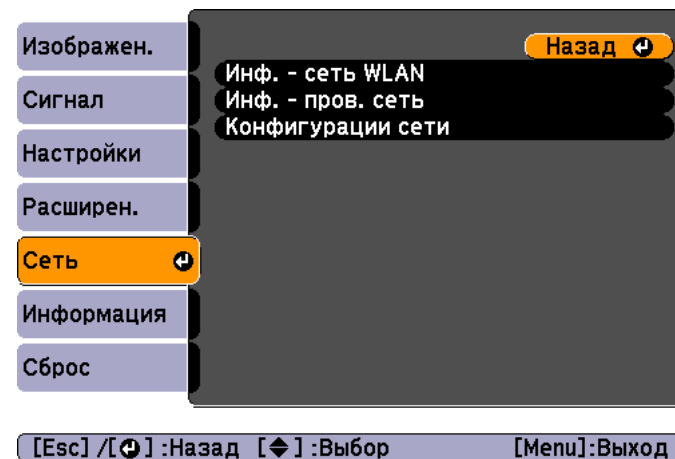 Изображен.
Сигнал
Настройки
Расширен.
Сеть
Информация
Сброс
Назад
Инф. - сеть WLAN
Инф. - пров. сеть
Конфигурации сети
[Esc] /[⏎] :Назад [◆] :Выбор [Menu]:Выход